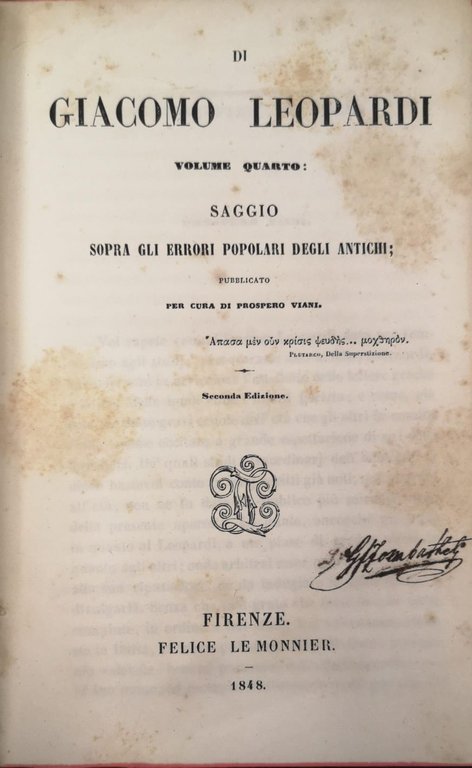 DI
GIACOMO LEOPARDI
VOLUME QUARTO:
SAGGIO
SOPRA GLI ERRORI POPOLARI DEGLI ANTICHI;
PUBBLICATO
PER CURA DI PROSPERO VIANI.
Ἅπασα μὲν οὖν κρίσις ψευδὴς... μοχθηρόν.
PLUTARCO, Della Superstizione.
Seconda Edizione.
FIRENZE.
FELICE LE MONNIER.
—
1848.